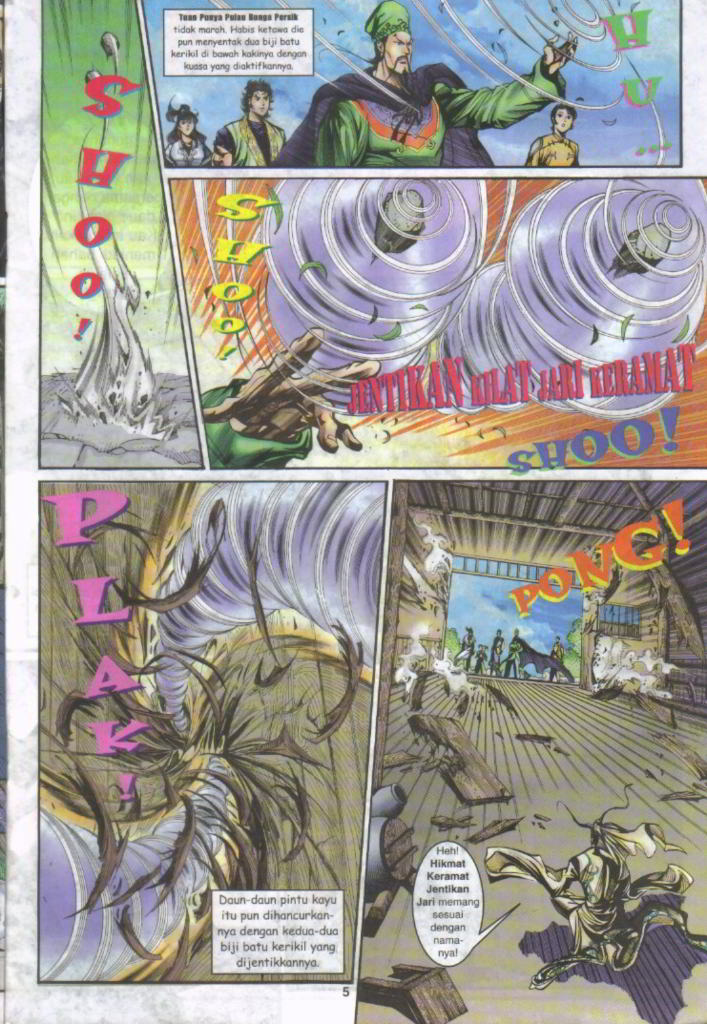 Tuan Punya Pulau Bunga Persik
tidak marah. Habis ketawa dia
pun menyentak dua biji batu
kerikil di bawah kakinya dengan
kuasa yang diaktifkannya.
HU...
SHOO!
SHOO!
JENTIKAN KILAT JARI KERAMAT
SHOO!
PLAK!
Daun-daun pintu kayu
itu pun dihancurkan-
nya dengan kedua-dua
biji batu kerikil yang
dijentikkannya.
PONG!
Heh!
Hikmat
Keramat
Jentikan
Jari memang
sesuai
dengan
nama-
nya!
5